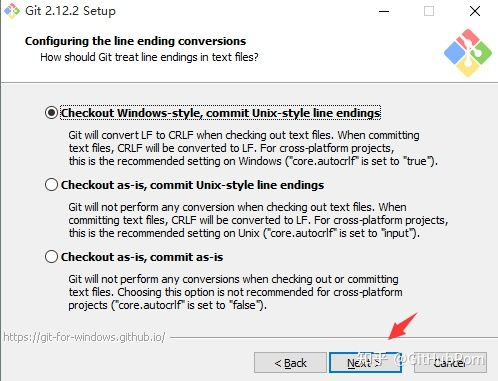 Git 2.12.2 Setup
Configuring the line ending conversions
How should Git treat line endings in text files?
Checkout Windows-style, commit Unix-style line endings
Git will convert LF to CRLF when checking out text files. When committing
text files, CRLF will be converted to LF. For cross-platform projects,
this is the recommended setting on Windows ("core.autocrlf" is set to "true").
Checkout as-is, commit Unix-style line endings
Git will not perform any conversion when checking out text files. When
committing text files, CRLF will be converted to LF. For cross-platform projects,
this is the recommended setting on Unix ("core.autocrlf" is set to "input").
Checkout as-is, commit as-is
Git will not perform any conversions when checking out or committing
text files. Choosing this option is not recommended for cross-platform
projects ("core.autocrlf" is set to "false").
https://git-for-windows.github.io/
< Back Next > Cancel
知乎 @GitHubPorn